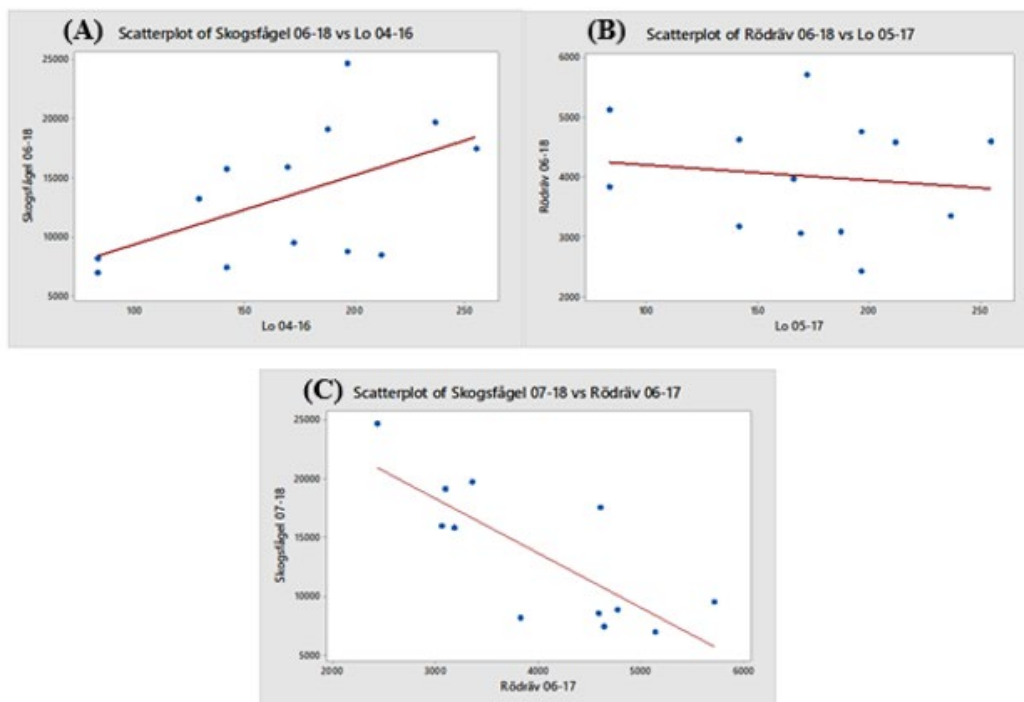 (A) Scatterplot of Skogsfågel 06-18 vs Lo 04-16
25000
20000
15000
10000
5000
Skogsfågel 06-18
100 150 200 250
Lo 04-16
(B) Scatterplot of Rödräv 06-18 vs Lo 05-17
6000
5000
4000
3000
2000
Rödräv 06-18
100 150 200 250
Lo 05-17
(C) Scatterplot of Skogsfågel 07-18 vs Rödräv 06-17
25000
20000
15000
10000
5000
Skogsfågel 07-18
2000 3000 4000 5000 6000
Rödräv 06-17